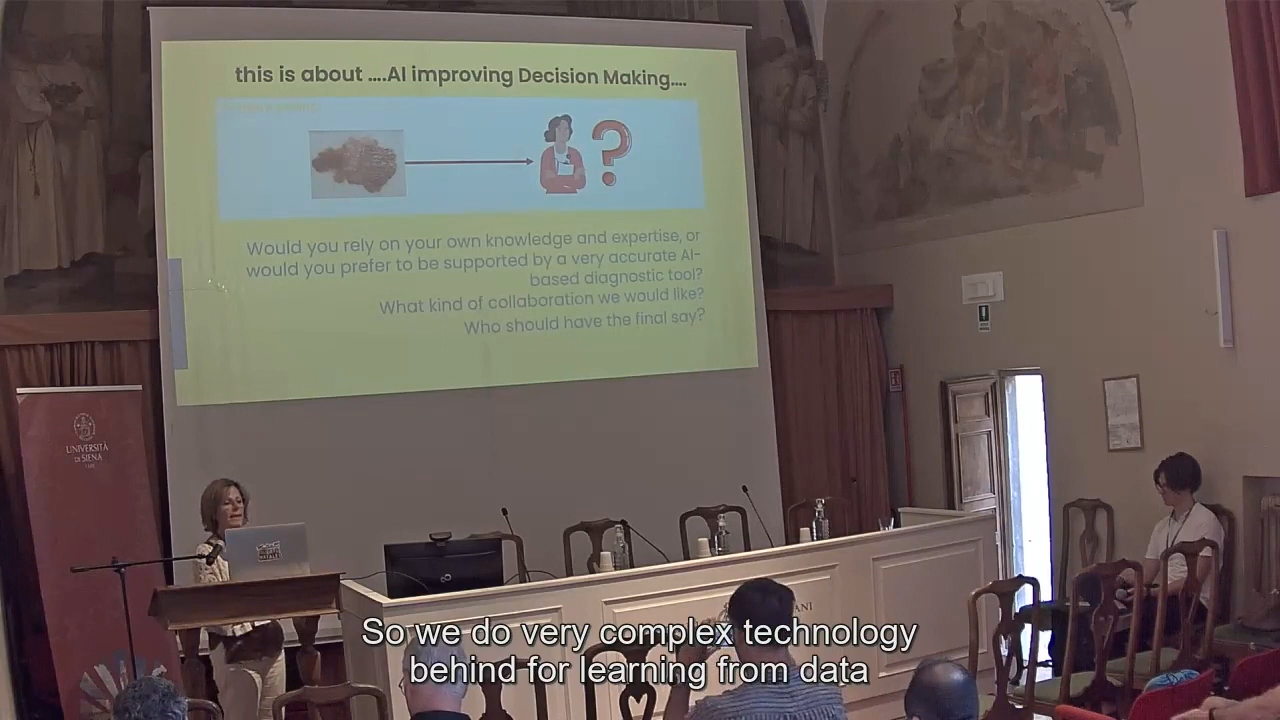 this is about ....AI improving Decision Making....
Would you rely on your own knowledge and expertise, or
would you prefer to be supported by a very accurate AI-
based diagnostic tool?
What kind of collaboration we would like?
Who should have the final say?
UNIVERSITÀ
DI SIENA
So we do very complex technology
behind for learning from data